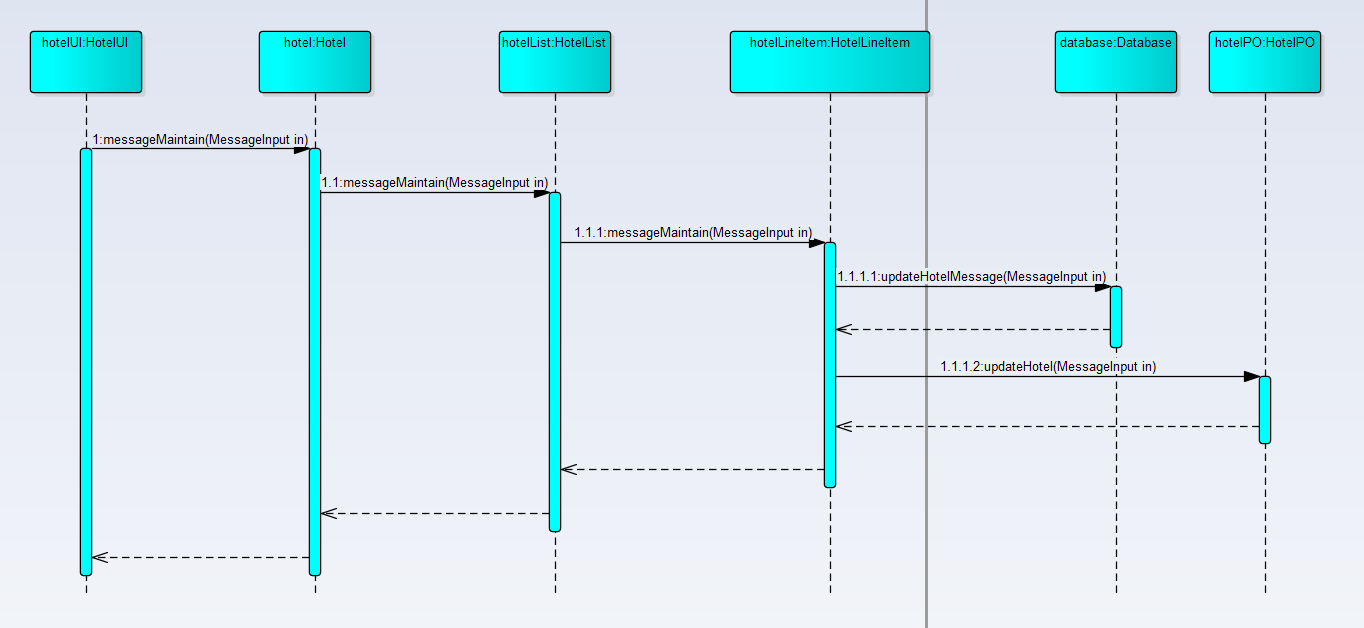 hotelUI:HotelUI
hotel:Hotel
hotelList:HotelList
hotelLineItem:HotelLineItem
database:Database
hotelPO:HotelPO
1:messageMaintain(MessageInput in)
1.1:messageMaintain(MessageInput in)
1.1.1:messageMaintain(MessageInput in)
1.1.1.1:updateHotelMessage(MessageInput in)
1.1.1.2:updateHotel(MessageInput in)